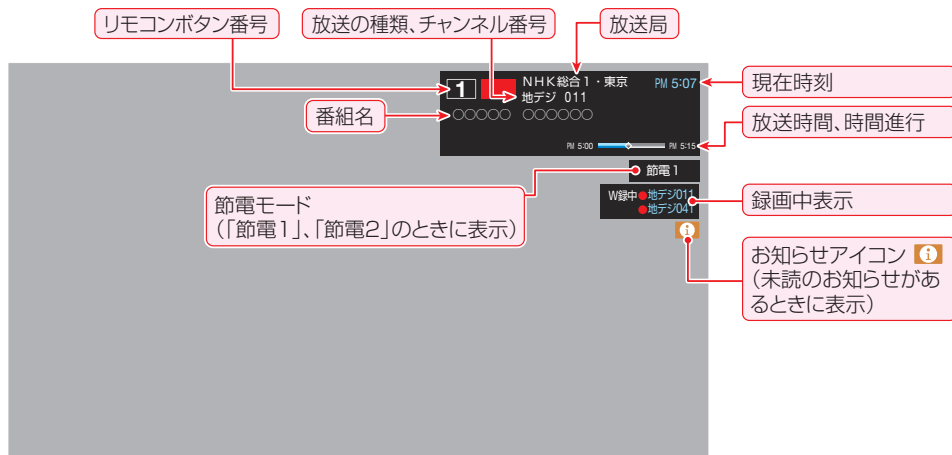 リモコンボタン番号
放送の種類、チャンネル番号
放送局
1
NHK総合1・東京
PM 5:07
地デジ 011
○○○○○ ○○○○○○
PM 5:00
PM 5:15
現在時刻
番組名
放送時間、時間進行
節電1
W録中●地デジ011
●地デジ041
録画中表示
節電モード
(「節電1」、「節電2」のときに表示)
i
お知らせアイコン i
(未読のお知らせがあ
るときに表示)